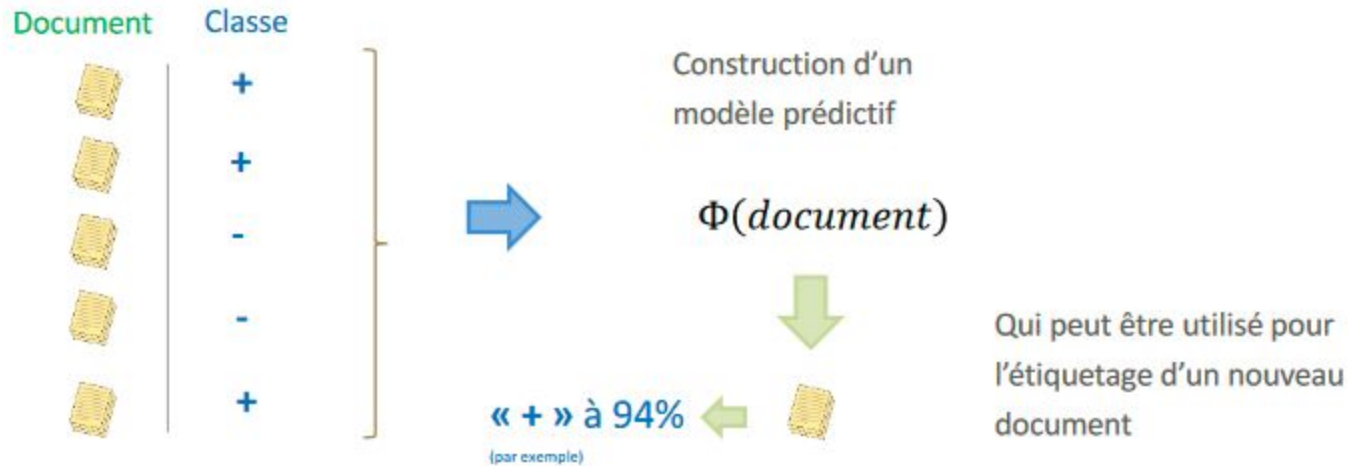 Document Classe
+
+
-
-
+
Construction d'un
modèle prédictif
Φ(document)
Qui peut être utilisé pour
l'étiquetage d'un nouveau
document
« + » à 94%
(par exemple)